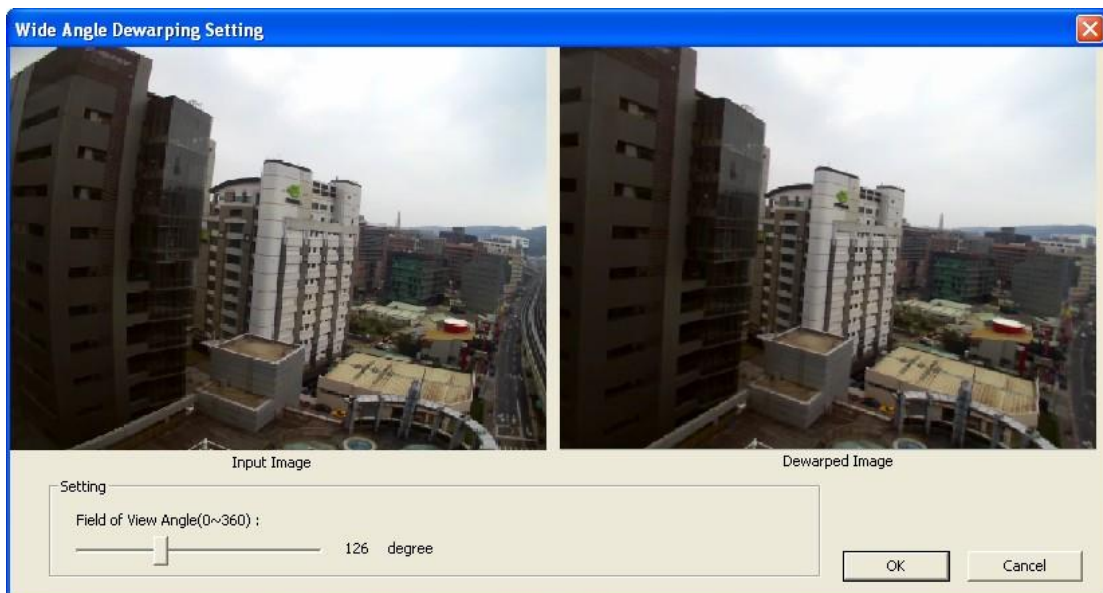 Wide Angle Dewarping Setting
Input Image
Dewarped Image
Setting
Field of View Angle(0~360) :
126 degree
OK
Cancel